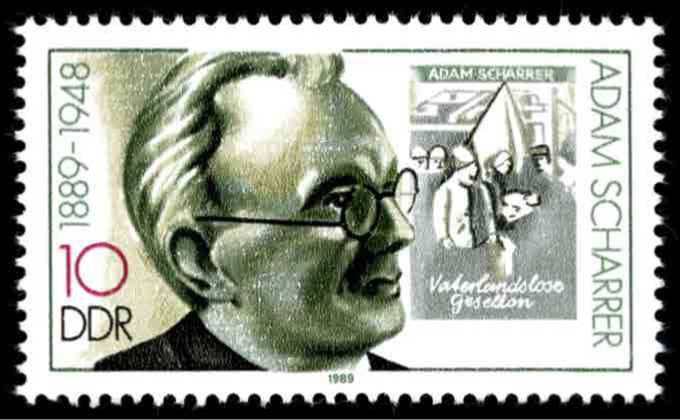 1889-1948
10
DDR
ADAM SCHARRER
Vaterlandslose
Gesellen
ADAM SCHARRER
1989